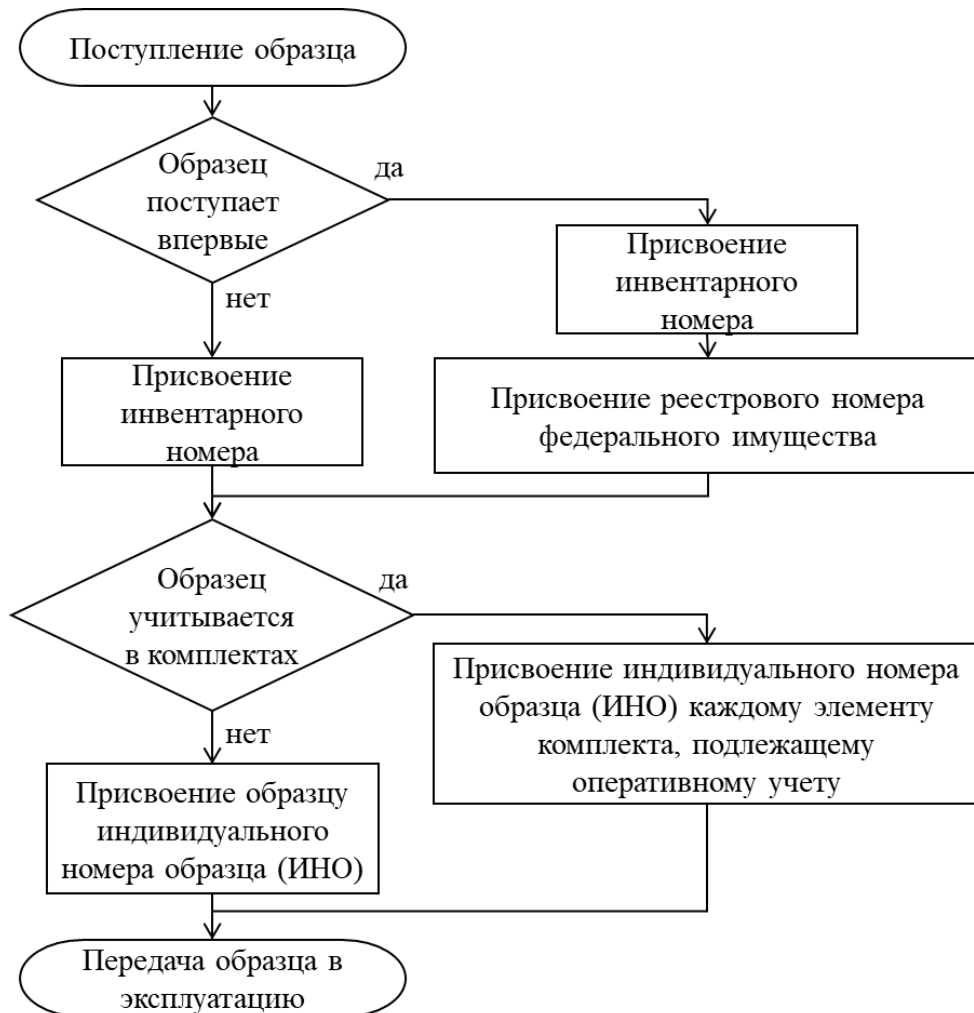 Поступление образца
Образец
поступает
впервые
да
нет
Присвоение
инвентарного
номера
Присвоение
инвентарного
номера
Присвоение реестрового номера
федерального имущества
Образец
учитывается
в комплектах
да
нет
Присвоение индивидуального номера
образца (ИНО) каждому элементу
комплекта, подлежащему
оперативному учету
Присвоение образцу
индивидуального
номера образца (ИНО)
Передача образца в
эксплуатацию